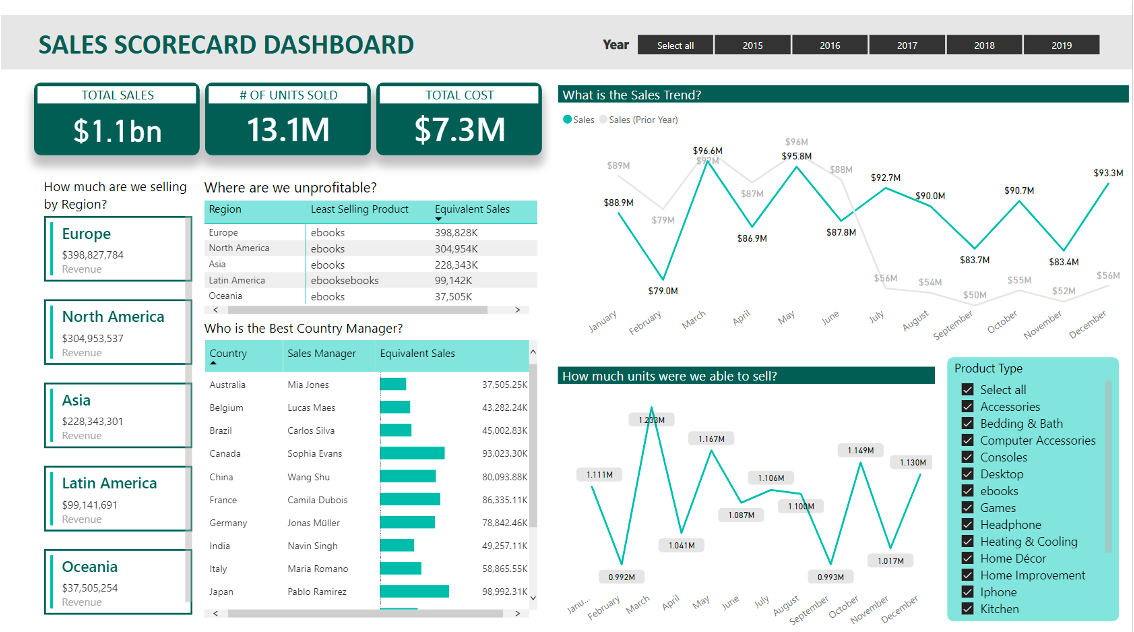 SALES SCORECARD DASHBOARD
Year
Select all 2015 2016 2017 2018 2019
TOTAL SALES
$1.1bn
# OF UNITS SOLD
13.1M
TOTAL COST
$7.3M
How much are we selling
by Region?
Europe
$398,827,784
Revenue
North America
$304,953,537
Revenue
Asia
$228,343,301
Revenue
Latin America
$99,141,691
Revenue
Oceania
$37,505,254
Revenue
Where are we unprofitable?
Region Least Selling Product Equivalent Sales
Europe ebooks 398,828K
North America ebooks 304,954K
Asia ebooks 228,343K
Latin America ebooksebooks 99,142K
Oceania ebooks 37,505K
Who is the Best Country Manager?
Country Sales Manager Equivalent Sales
Australia Mia Jones 37,505.25K
Belgium Lucas Maes 43,282.24K
Brazil Carlos Silva 45,002.83K
Canada Sophia Evans 93,023.30K
China Wang Shu 80,093.88K
France Camila Dubois 86,335.11K
Germany Jonas Müller 78,842.46K
India Navin Singh 49,257.11K
Italy Maria Romano 58,865.55K
Japan Pablo Ramirez 98,992.31K
What is the Sales Trend?
Sales Sales (Prior Year)
$89M $79M $87M $96M $88M $56M $54M $50M $55M $52M $56M
$88.9M $79.0M $96.6M $86.9M $95.8M $87.8M $92.7M $90.0M $83.7M $90.7M $83.4M $93.3M
January February March April May June July August September October November December
How much units were we able to sell?
1.111M 0.992M 1.041M 1.167M 1.087M 1.106M 1.100M 0.993M 1.149M 1.017M 1.130M
Janu... February March April May June July August September October November December
Product Type
Select all
Accessories
Bedding & Bath
Computer Accessories
Consoles
Desktop
ebooks
Games
Headphone
Heating & Cooling
Home Décor
Home Improvement
Iphone
Kitchen